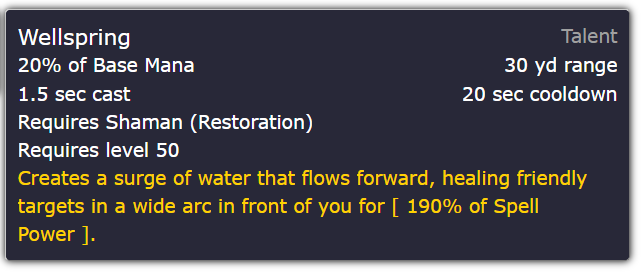 Wellspring Talent
20% of Base Mana 30 yd range
1.5 sec cast 20 sec cooldown
Requires Shaman (Restoration)
Requires level 50
Creates a surge of water that flows forward, healing friendly
targets in a wide arc in front of you for [ 190% of Spell
Power ].